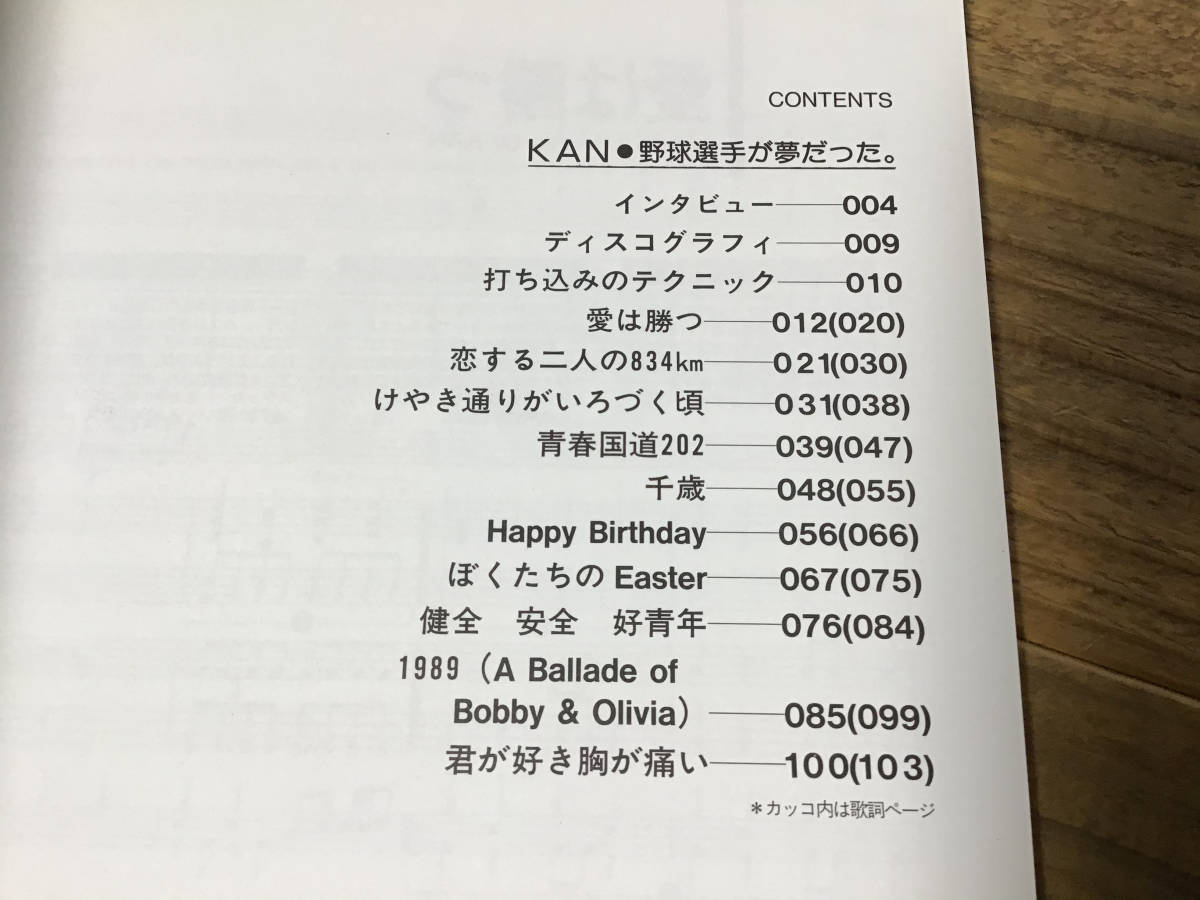 CONTENTS
KAN●野球選手が夢だった。
インタビュー———004
ディスコグラフィ———009
打ち込みのテクニック———010
愛は勝つ———012(020)
恋する二人の834km———021(030)
けやき通りがいろづく頃———031(038)
青春国道202———039(047)
千歳———048(055)
Happy Birthday———056(066)
ぼくたちの Easter———067(075)
健全　安全　好青年———076(084)
1989（A Ballade of
Bobby & Olivia）———085(099)
君が好き胸が痛い———100(103)
＊カッコ内は歌詞ページ